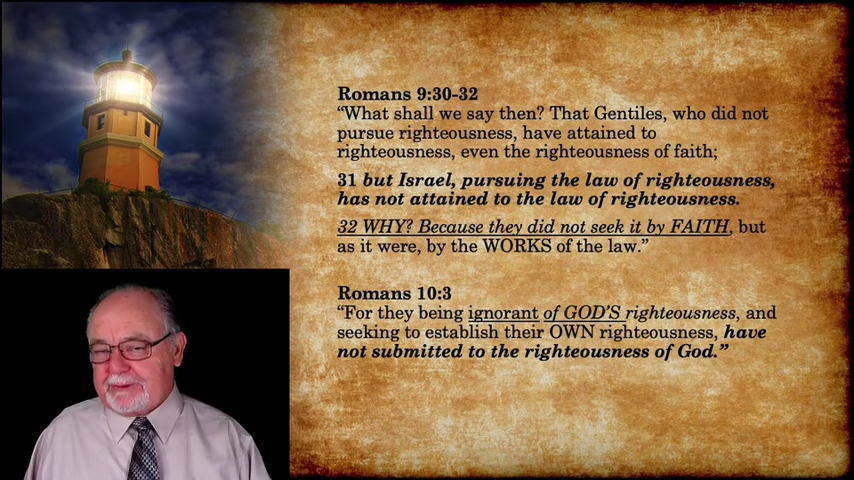 Romans 9:30-32
“What shall we say then? That Gentiles, who did not
pursue righteousness, have attained to
righteousness, even the righteousness of faith;
31 but Israel, pursuing the law of righteousness,
has not attained to the law of righteousness.
32 WHY? Because they did not seek it by FAITH, but
as it were, by the WORKS of the law.”
Romans 10:3
“For they being ignorant of GOD’S righteousness, and
seeking to establish their OWN righteousness, have
not submitted to the righteousness of God.”